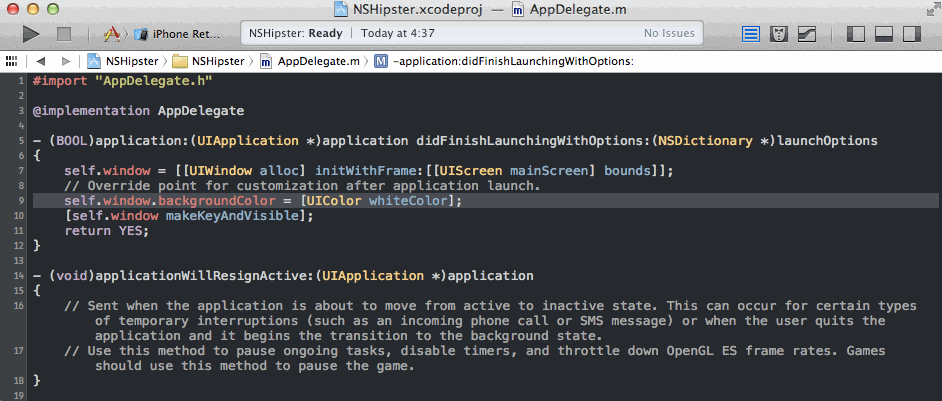 NSHipster.xcodeproj — AppDelegate.m
iPhone Ret...
NSHipster: Ready | Today at 4:37
No Issues
NSHipster > NSHipster > AppDelegate.m > M -application:didFinishLaunchingWithOptions:
1 #import "AppDelegate.h"
2
3 @implementation AppDelegate
4
5 - (BOOL)application:(UIApplication *)application didFinishLaunchingWithOptions:(NSDictionary *)launchOptions
6 {
7 self.window = [[UIWindow alloc] initWithFrame:[[UIScreen mainScreen] bounds]];
8 // Override point for customization after application launch.
9 self.window.backgroundColor = [UIColor whiteColor];
10 [self.window makeKeyAndVisible];
11 return YES;
12 }
13
14 - (void)applicationWillResignActive:(UIApplication *)application
15 {
16 // Sent when the application is about to move from active to inactive state. This can occur for certain types
of temporary interruptions (such as an incoming phone call or SMS message) or when the user quits the
application and it begins the transition to the background state.
17 // Use this method to pause ongoing tasks, disable timers, and throttle down OpenGL ES frame rates. Games
should use this method to pause the game.
18 }
19